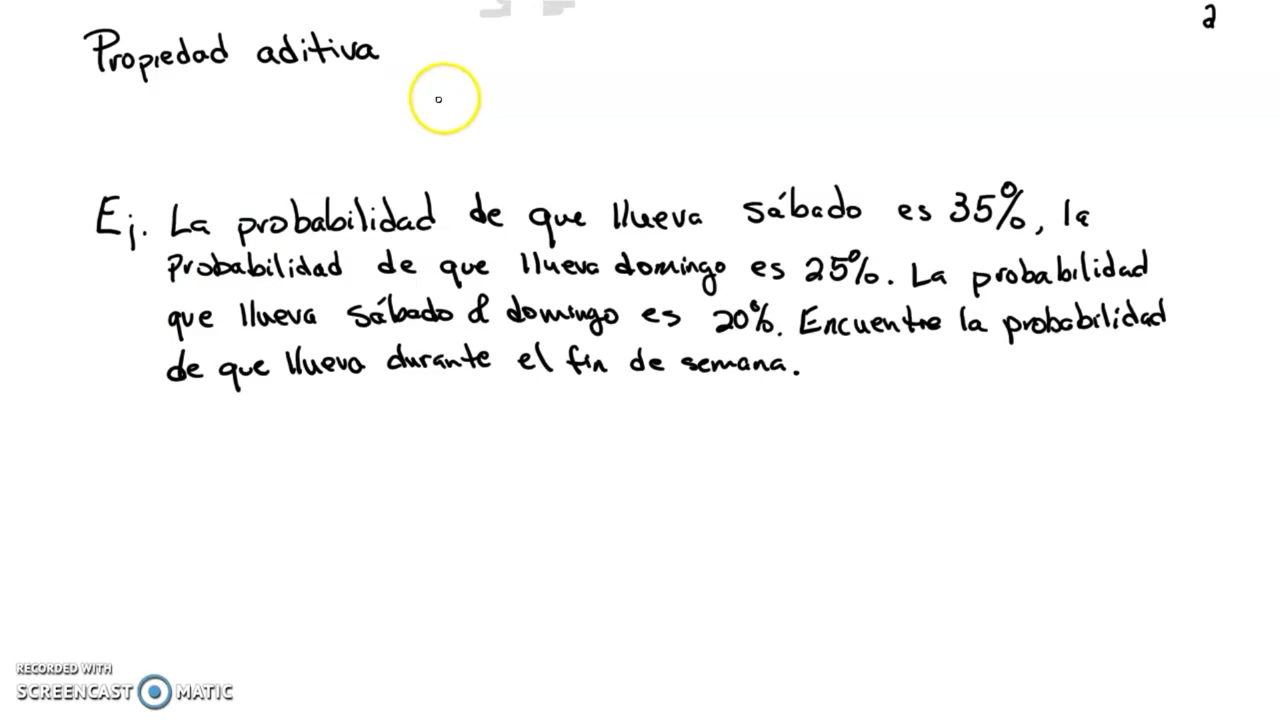 2
Propiedad aditiva
Ej. La probabilidad de que llueva sábado es 35%, la
probabilidad de que llueva domingo es 25%. La probabilidad
que llueva sábado & domingo es 20%. Encuentre la probabilidad
de que llueva durante el fin de semana.
RECORDED WITH
SCREENCAST MATIC